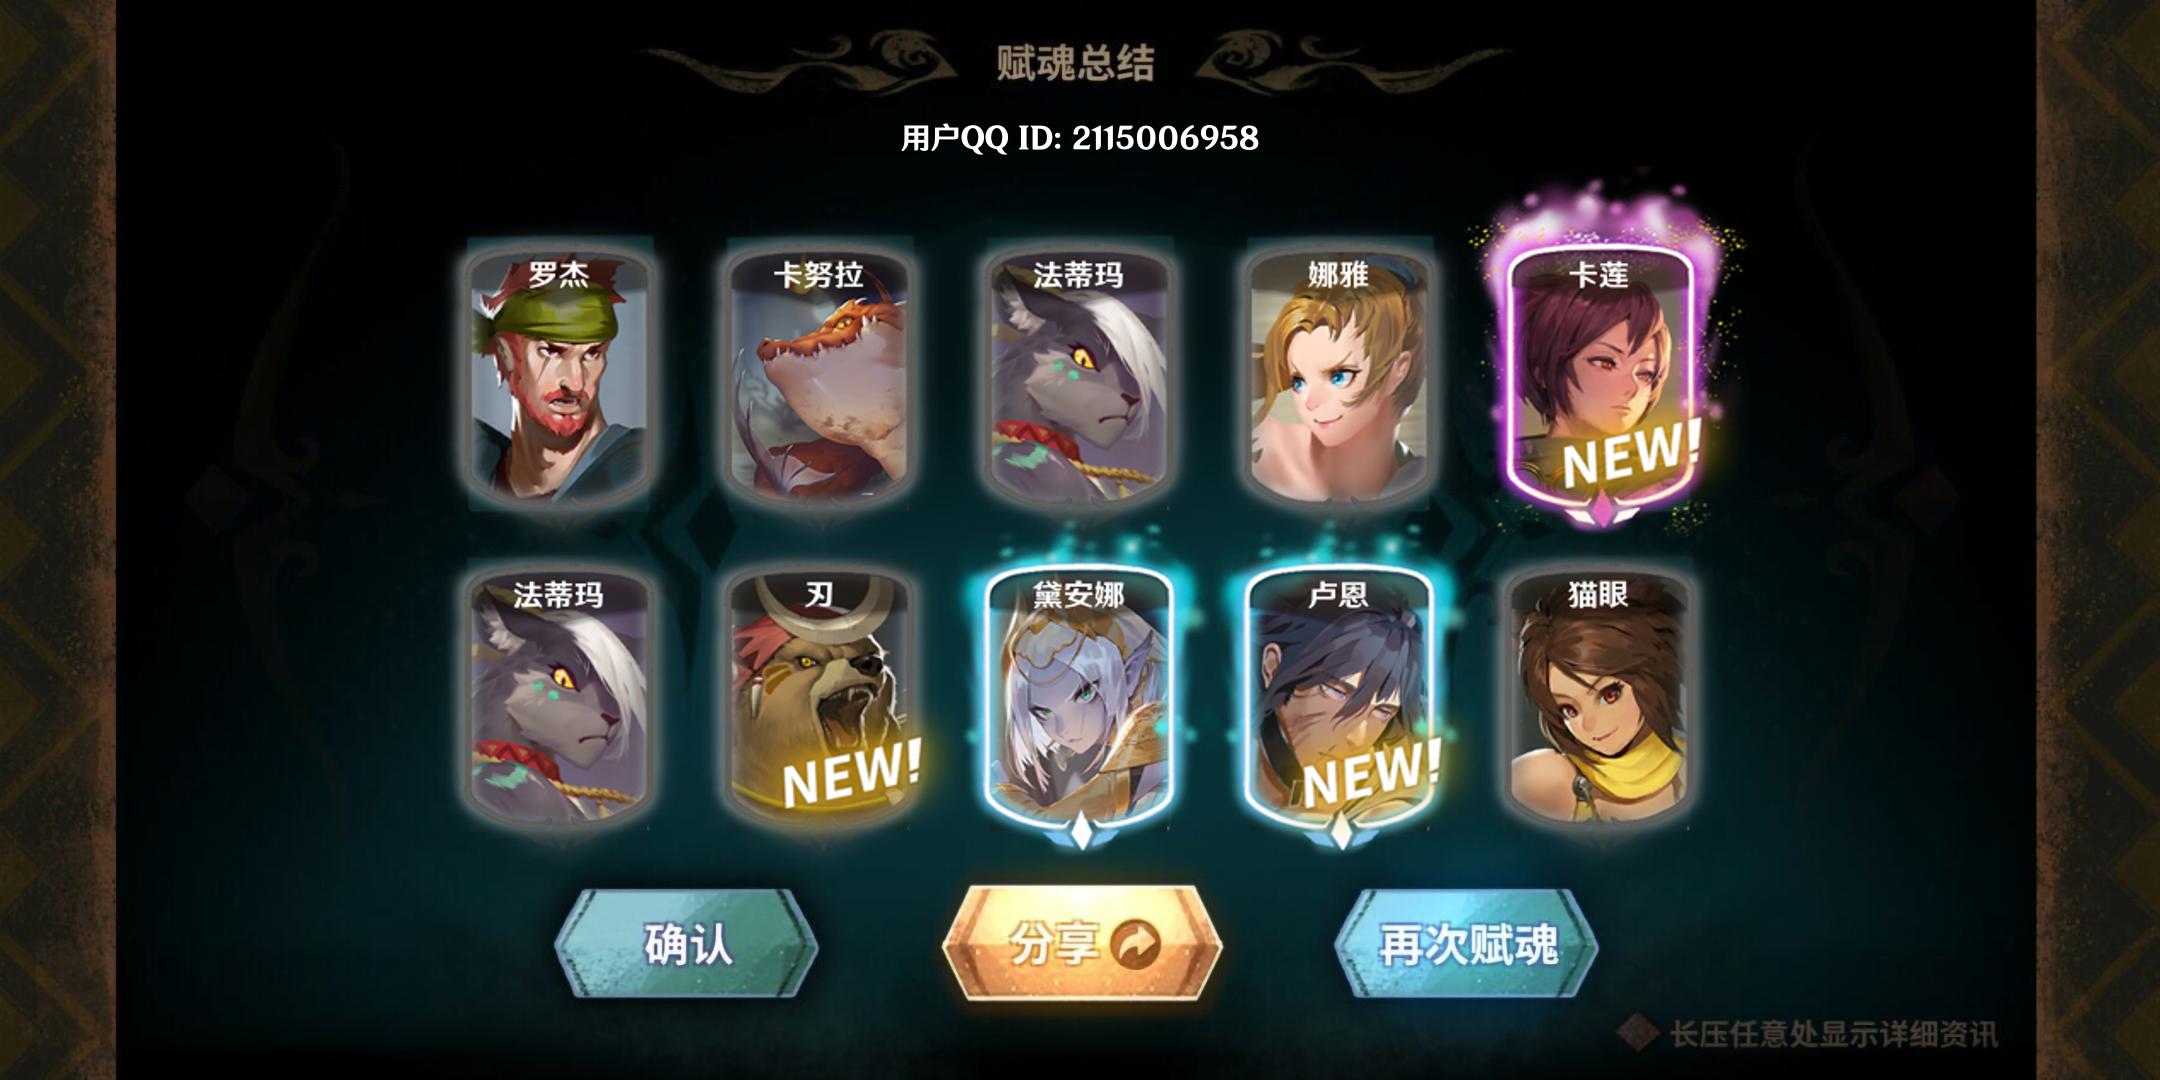 赋魂总结
用户QQ ID: 2115006958
罗杰
卡努拉
法蒂玛
娜雅
卡莲
NEW!
法蒂玛
刃
NEW!
黛安娜
卢恩
NEW!
猫眼
确认
分享
再次赋魂
长压任意处显示详细资讯